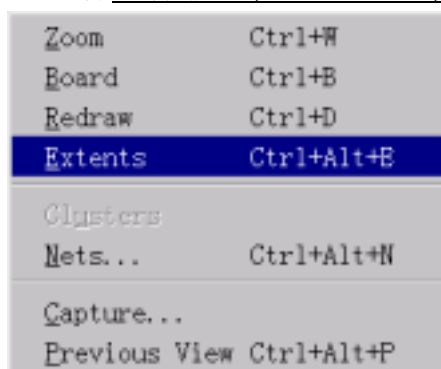 Zoom Ctrl+W
Board Ctrl+B
Redraw Ctrl+D
Extents Ctrl+Alt+E
Clusters
Nets... Ctrl+Alt+N
Capture...
Previous View Ctrl+Alt+P